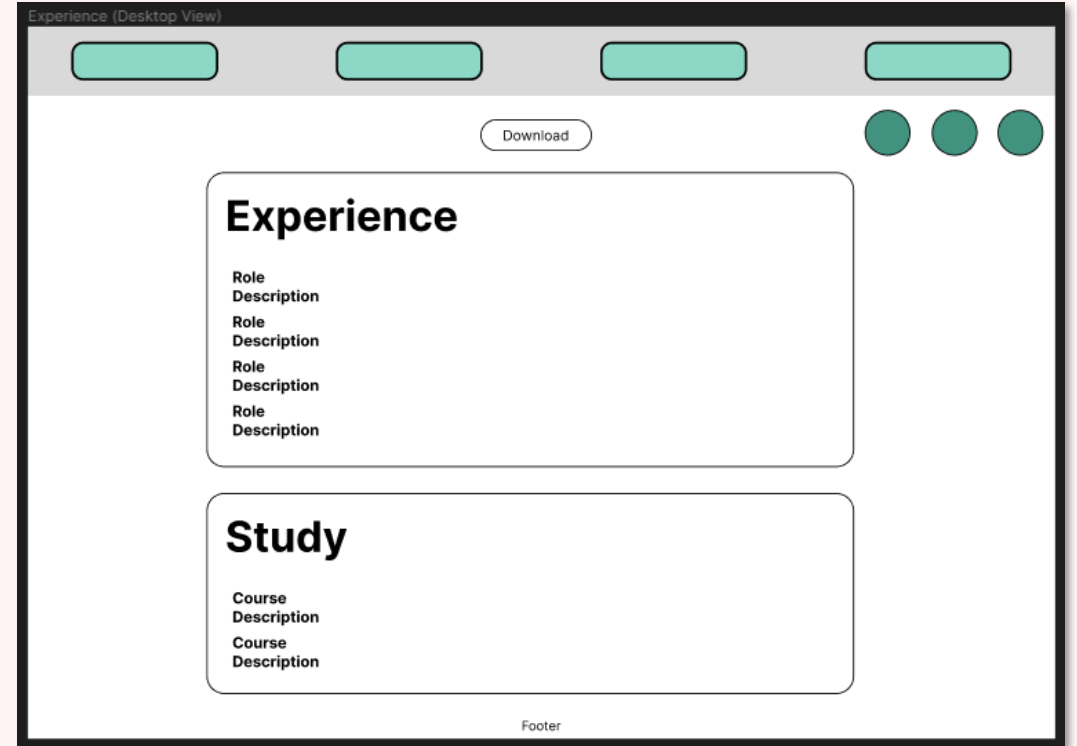 Experience (Desktop View)
Download
Experience
Role
Description
Role
Description
Role
Description
Role
Description
Study
Course
Description
Course
Description
Footer